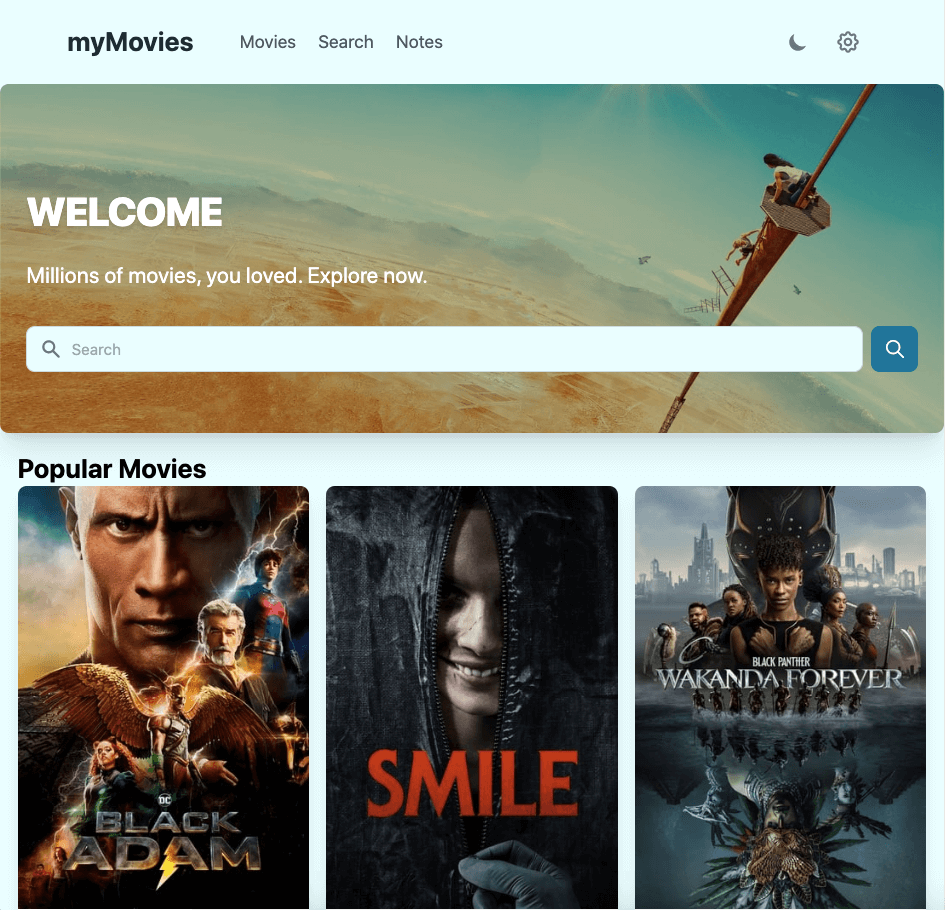 myMovies Movies Search Notes
WELCOME
Millions of movies, you loved. Explore now.
Search
Popular Movies
DC
BLACK
ADAM
SMILE
BLACK PANTHER
WAKANDA FOREVER